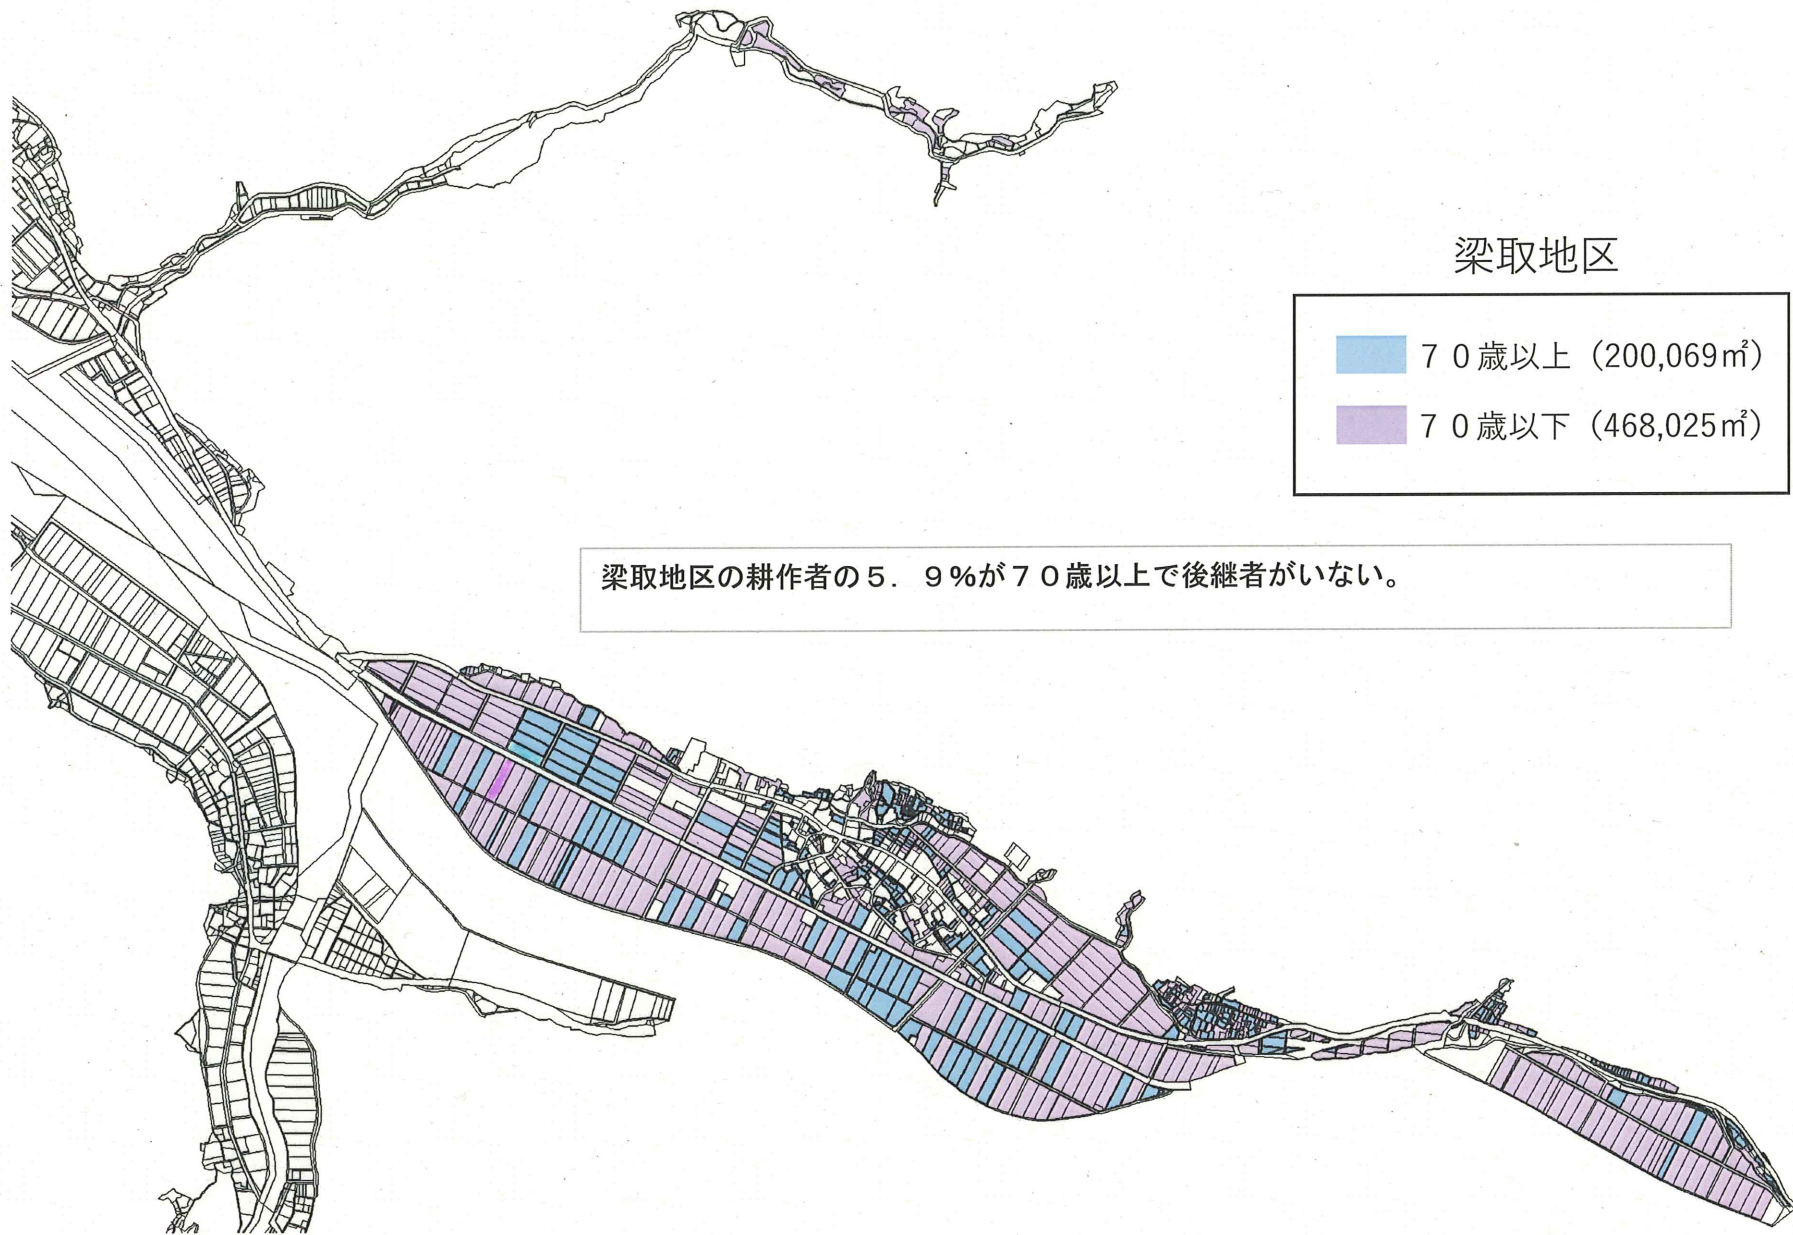 梁取地区
７０歳以上（200,069㎡）
７０歳以下（468,025㎡）
梁取地区の耕作者の５．９％が７０歳以上で後継者がいない。